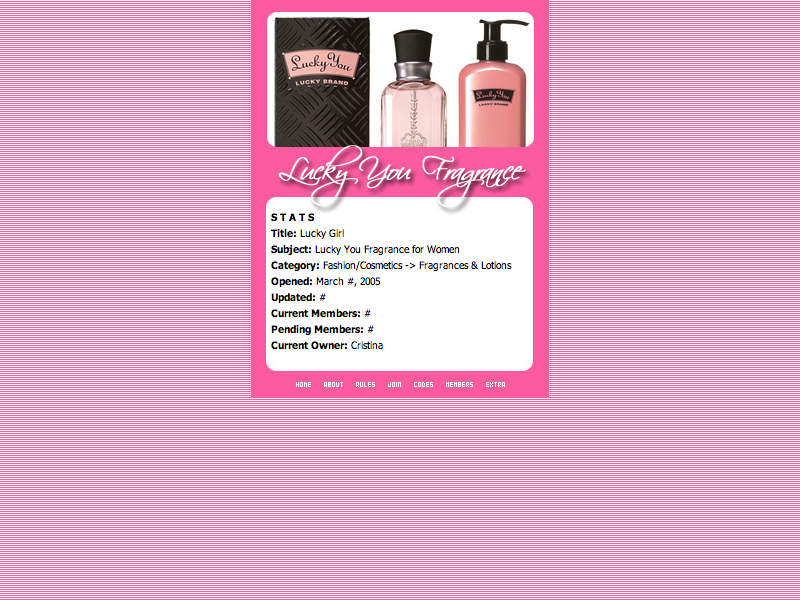 Lucky You
LUCKY BRAND
Lucky You
LUCKY BRAND
Lucky You Fragrance
STATS
Title: Lucky Girl
Subject: Lucky You Fragrance for Women
Category: Fashion/Cosmetics -> Fragrances & Lotions
Opened: March #, 2005
Updated: #
Current Members: #
Pending Members: #
Current Owner: Cristina
HOME ABOUT RULES JOIN CODES MEMBERS EXTRA